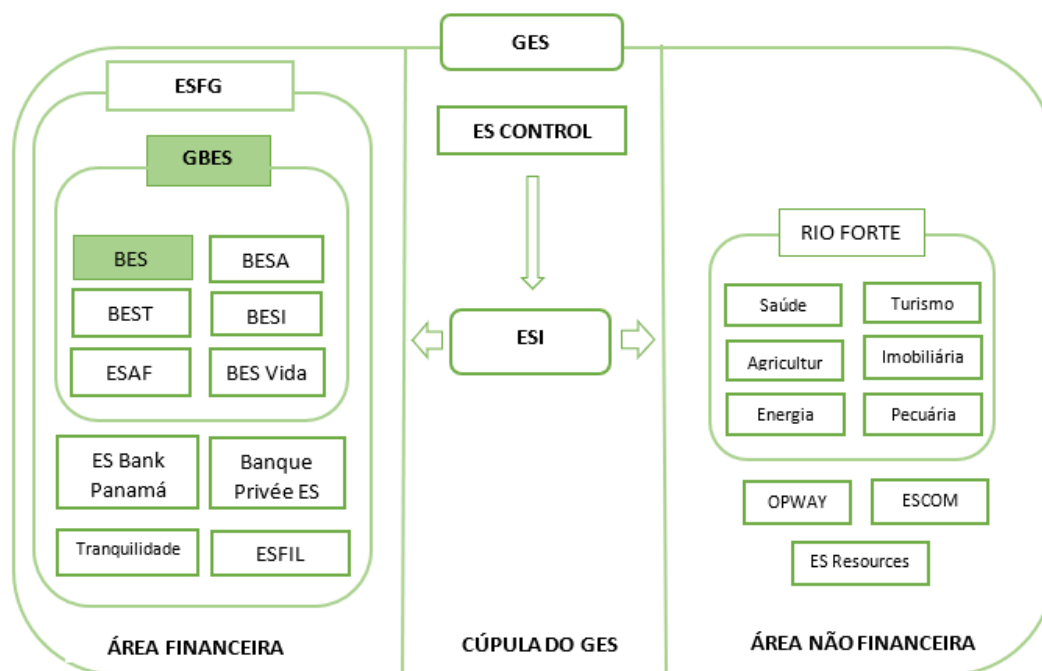 GES
ESFG
ES CONTROL
GBES
BES
BESA
BEST
BESI
ESAF
BES Vida
ES Bank
Panamá
Banque
Privée ES
Tranquilidade
ESFIL
ESI
RIO FORTE
Saúde
Turismo
Agricultur
Imobiliária
Energia
Pecuária
OPWAY
ESCOM
ES Resources
ÁREA FINANCEIRA
CÚPULA DO GES
ÁREA NÃO FINANCEIRA